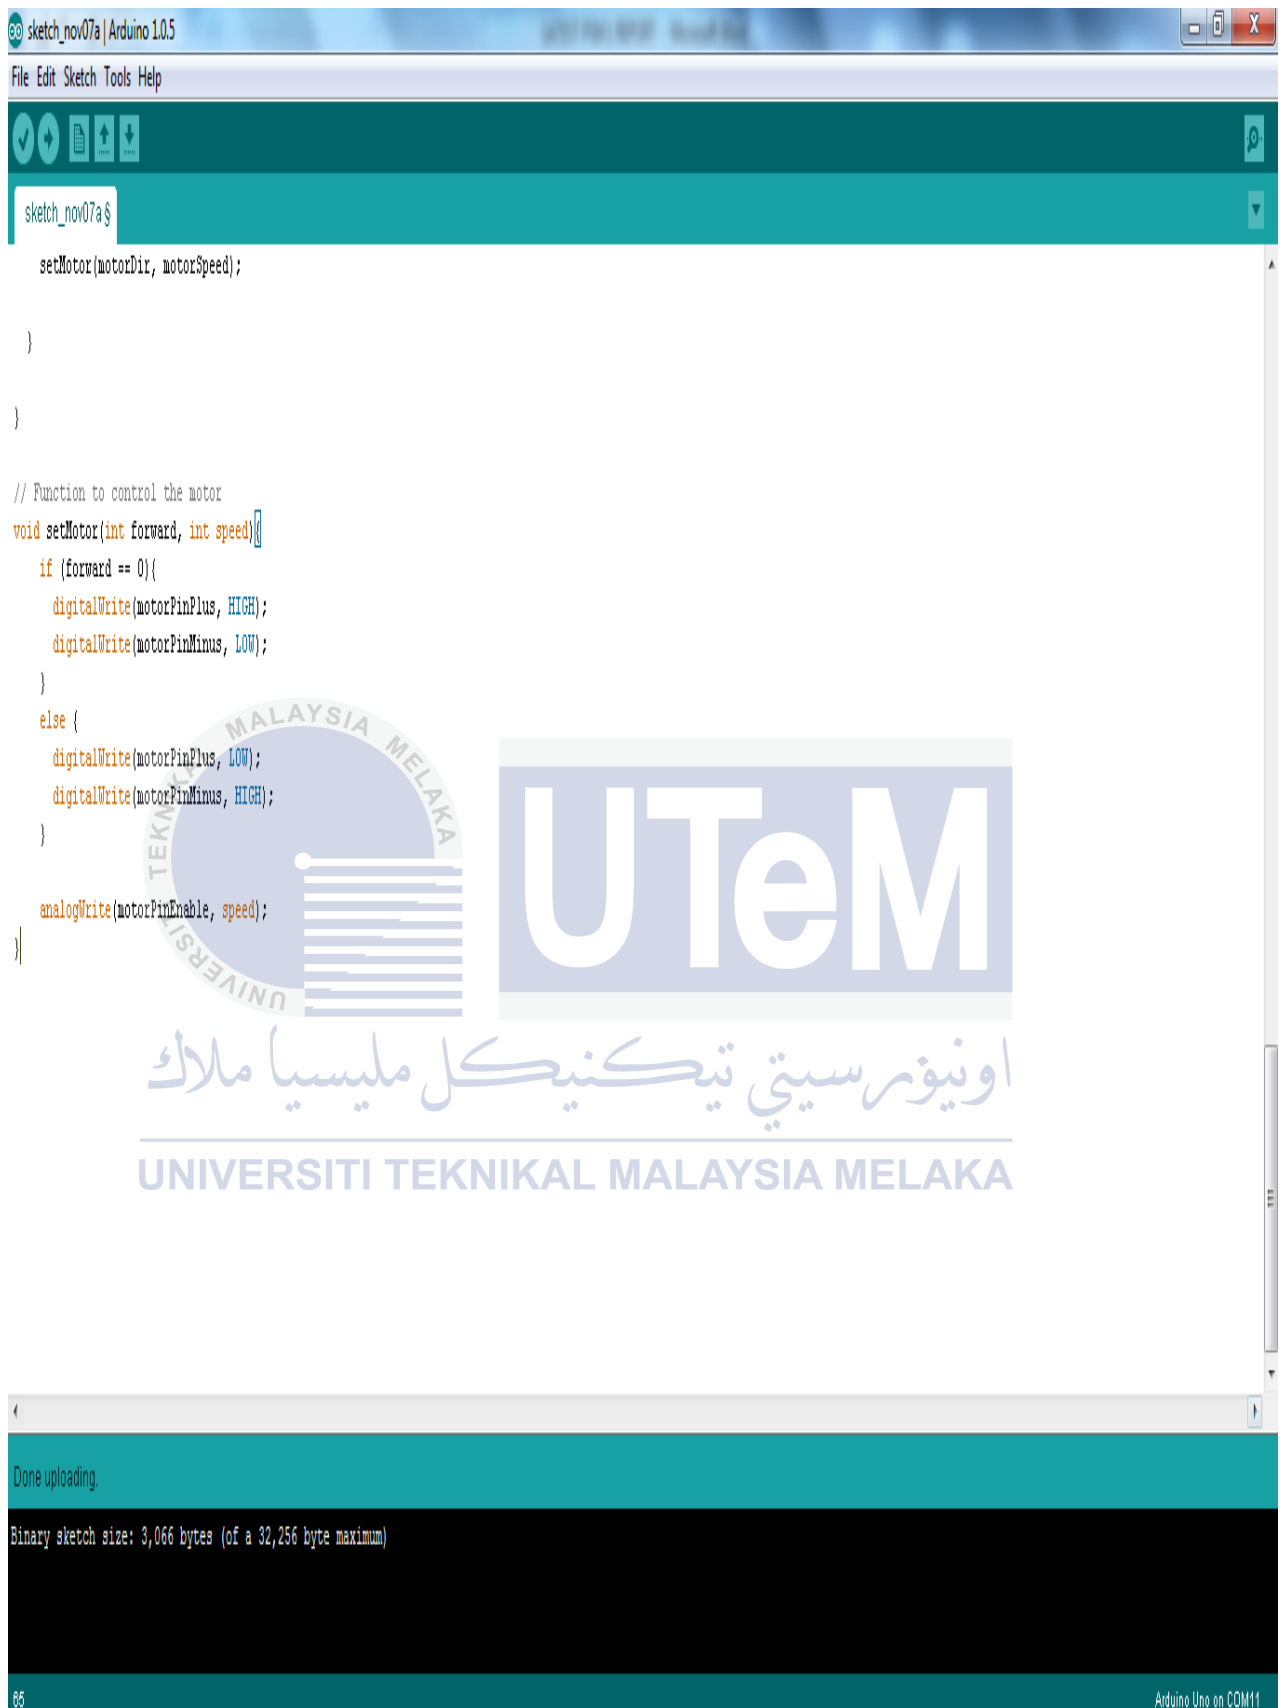 sketch_nov07a | Arduino 1.0.5
File Edit Sketch Tools Help
sketch_nov07a §
setMotor(motorDir, motorSpeed);
}
}
// Function to control the motor
void setMotor(int forward, int speed){
if (forward == 0){
digitalWrite(motorPinPlus, HIGH);
digitalWrite(motorPinMinus, LOW);
}
else {
digitalWrite(motorPinPlus, LOW);
digitalWrite(motorPinMinus, HIGH);
}
analogWrite(motorPinEnable, speed);
}
UNIVERSITI TEKNIKAL MALAYSIA MELAKA
UTeM
اونيۏرسيتي تيكنيكل مليسيا ملاك
UNIVERSITI TEKNIKAL MALAYSIA MELAKA
Done uploading.
Binary sketch size: 3,066 bytes (of a 32,256 byte maximum)
65
Arduino Uno on COM11